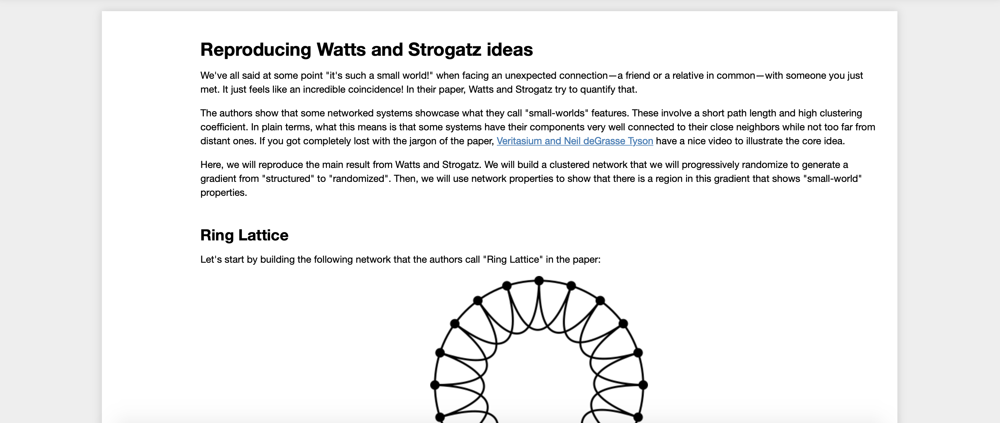 Reproducing Watts and Strogatz ideas
We've all said at some point "it's such a small world!" when facing an unexpected connection—a friend or a relative in common—with someone you just
met. It just feels like an incredible coincidence! In their paper, Watts and Strogatz try to quantify that.
The authors show that some networked systems showcase what they call "small-worlds" features. These involve a short path length and high clustering
coefficient. In plain terms, what this means is that some systems have their components very well connected to their close neighbors while not too far from
distant ones. If you got completely lost with the jargon of the paper, Veritasium and Neil deGrasse Tyson have a nice video to illustrate the core idea.
Here, we will reproduce the main result from Watts and Strogatz. We will build a clustered network that we will progressively randomize to generate a
gradient from "structured" to "randomized". Then, we will use network properties to show that there is a region in this gradient that shows "small-world"
properties.
Ring Lattice
Let's start by building the following network that the authors call "Ring Lattice" in the paper: